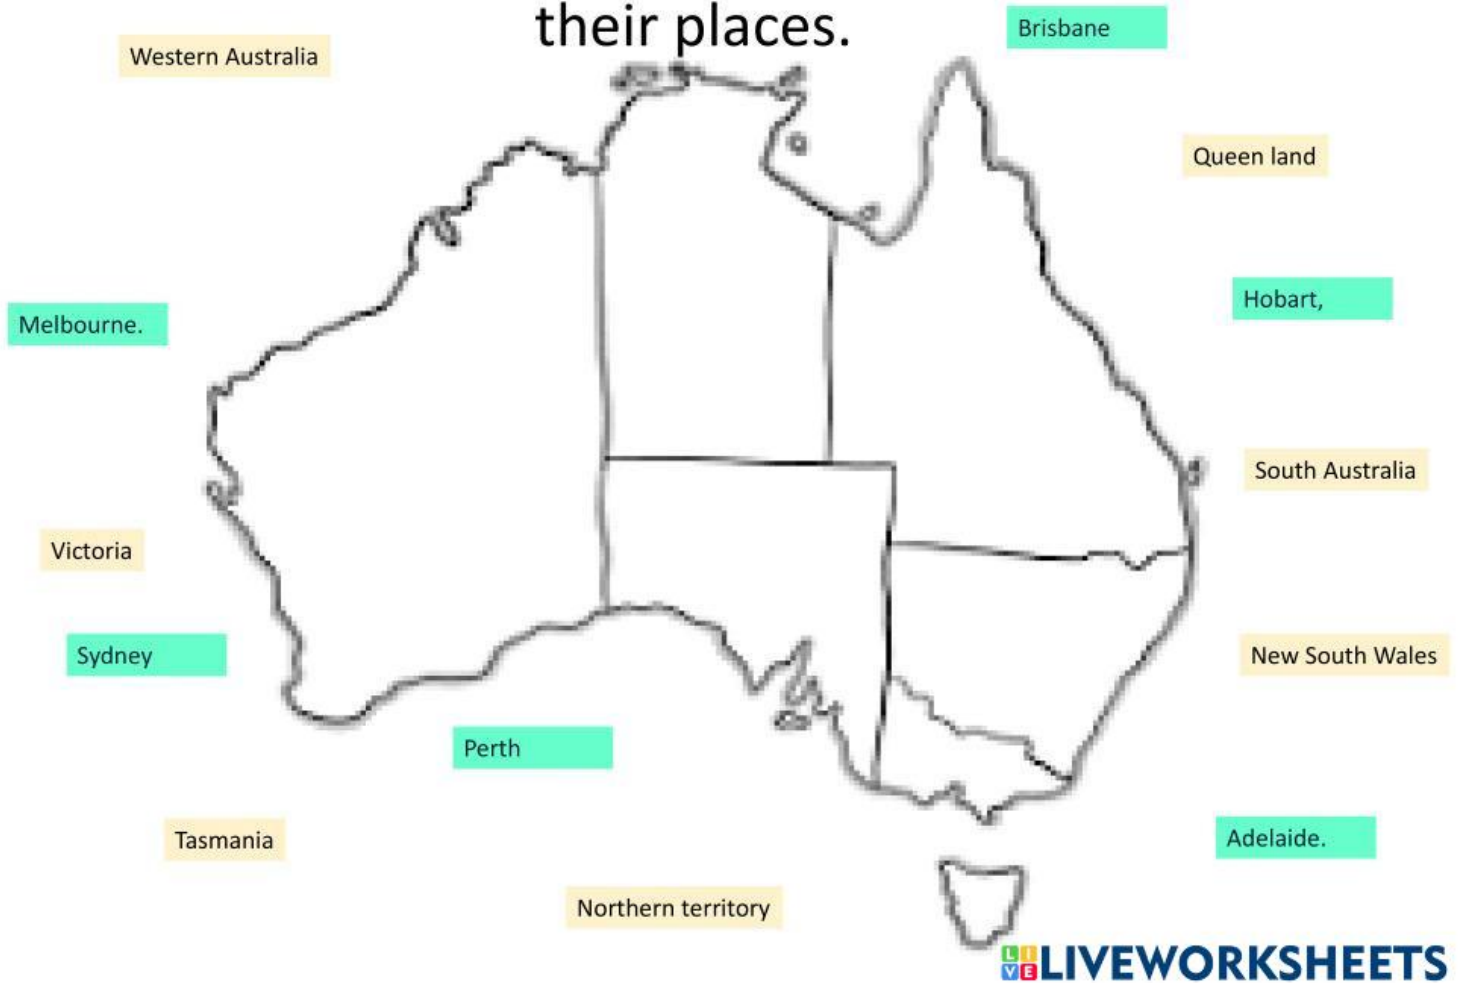 their places.
Brisbane
Western Australia
Queen land
Hobart,
Melbourne.
South Australia
Victoria
Sydney
New South Wales
Perth
Tasmania
Adelaide.
Northern territory
LIVE LIVEWORKSHEETS